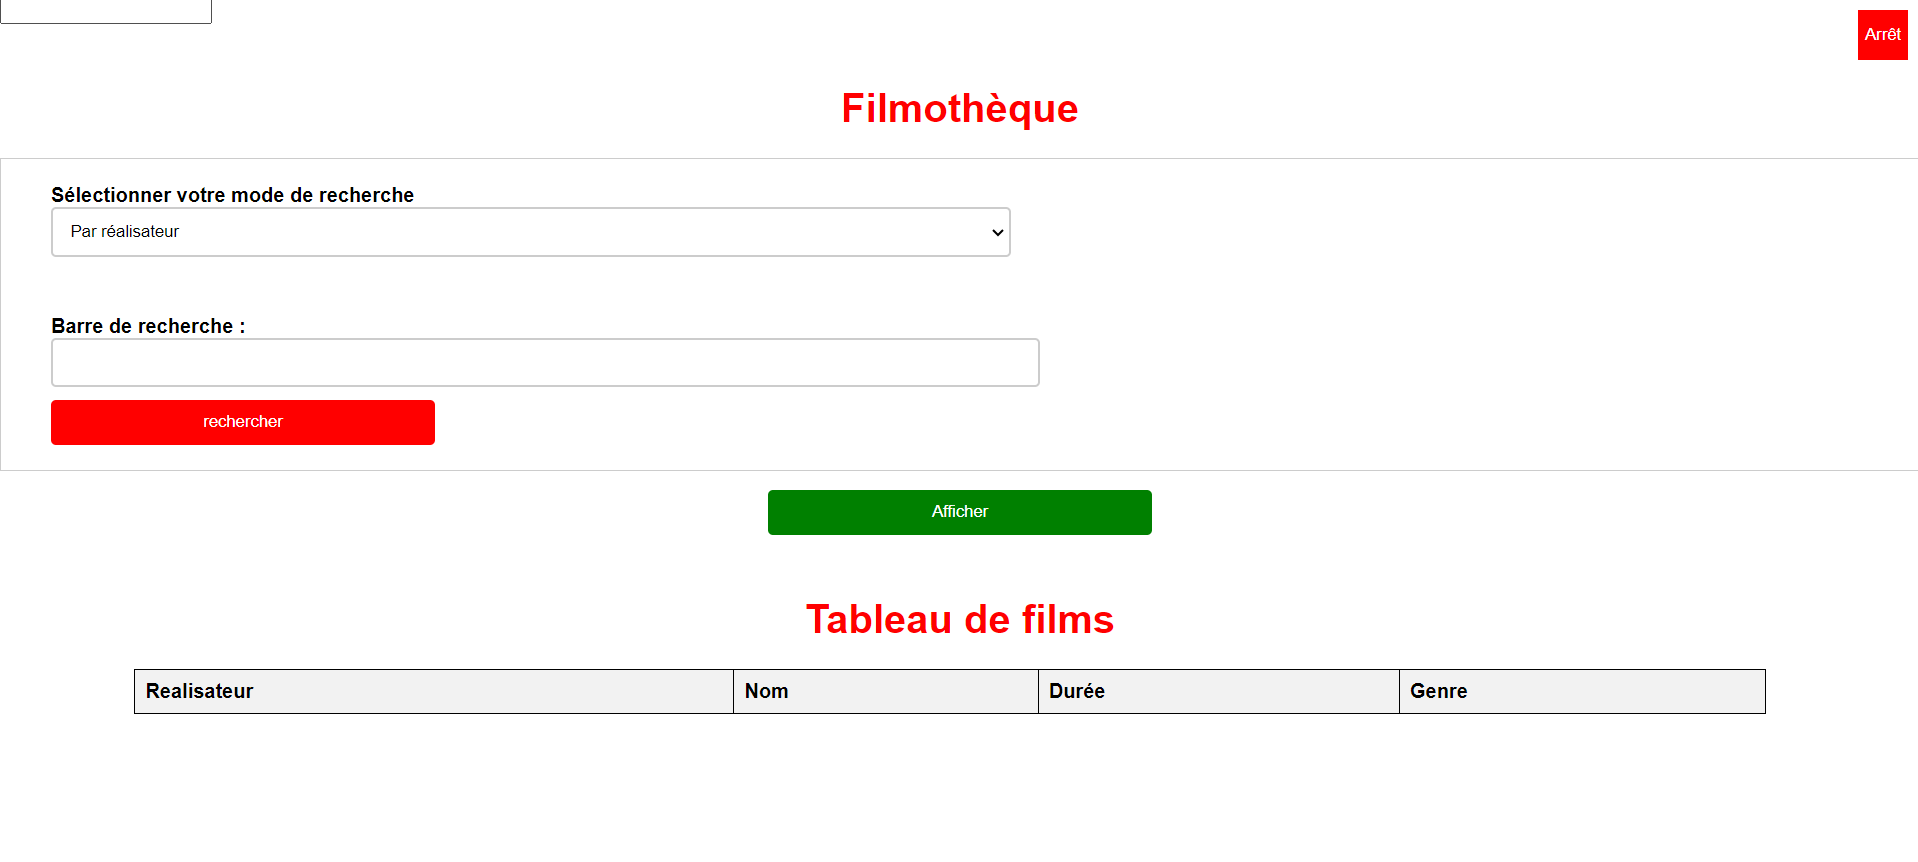 Arrêt
Filmothèque
Sélectionner votre mode de recherche
Par réalisateur
Barre de recherche :
rechercher
Afficher
Tableau de films
Realisateur Nom Durée Genre